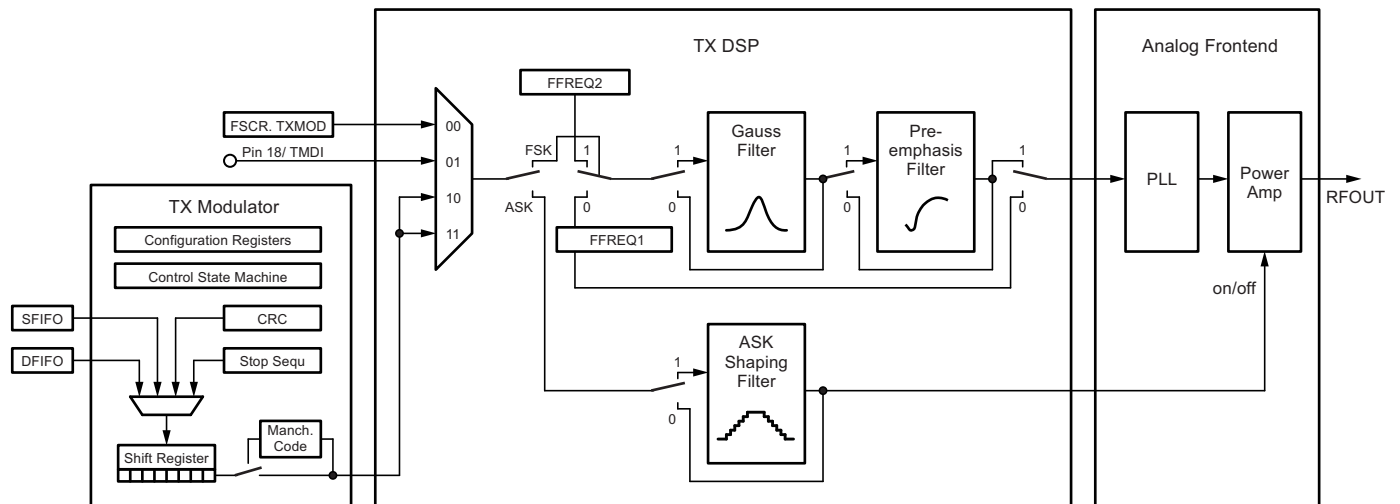 TX DSP
Analog Frontend
FFREQ2
FSCR. TXMOD
00
Pin 18/ TMDI
01
10
11
FSK
ASK
1
0
FFREQ1
1
0
Gauss
Filter
1
0
Pre-
emphasis
Filter
1
0
PLL
Power
Amp
RFOUT
on/off
TX Modulator
Configuration Registers
Control State Machine
SFIFO
CRC
DFIFO
Stop Sequ
Shift Register
Manch.
Code
1
0
ASK
Shaping
Filter